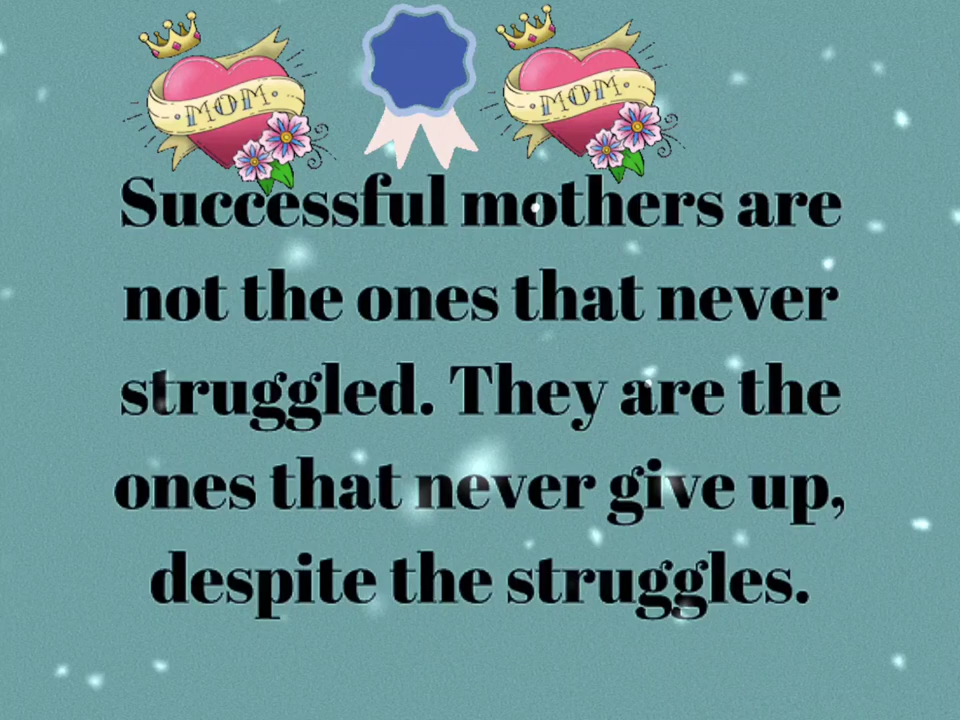 MOM
MOM
Successful mothers are
not the ones that never
struggled. They are the
ones that never give up,
despite the struggles.